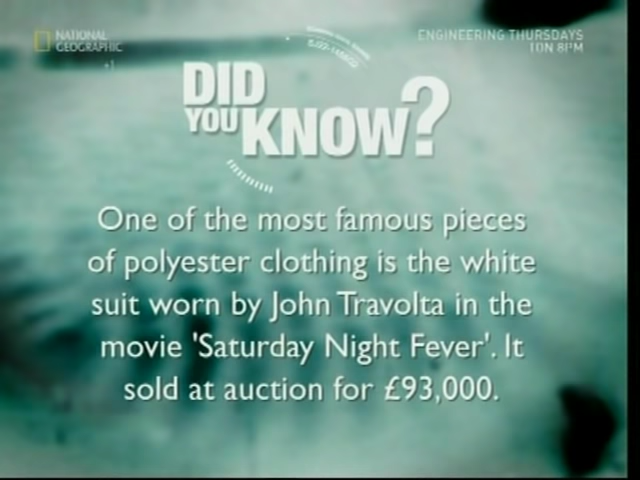 NATIONAL
GEOGRAPHIC
+1
ENGINEERING THURSDAYS
TON 8PM
DID
YOU KNOW?
One of the most famous pieces
of polyester clothing is the white
suit worn by John Travolta in the
movie 'Saturday Night Fever'. It
sold at auction for £93,000.